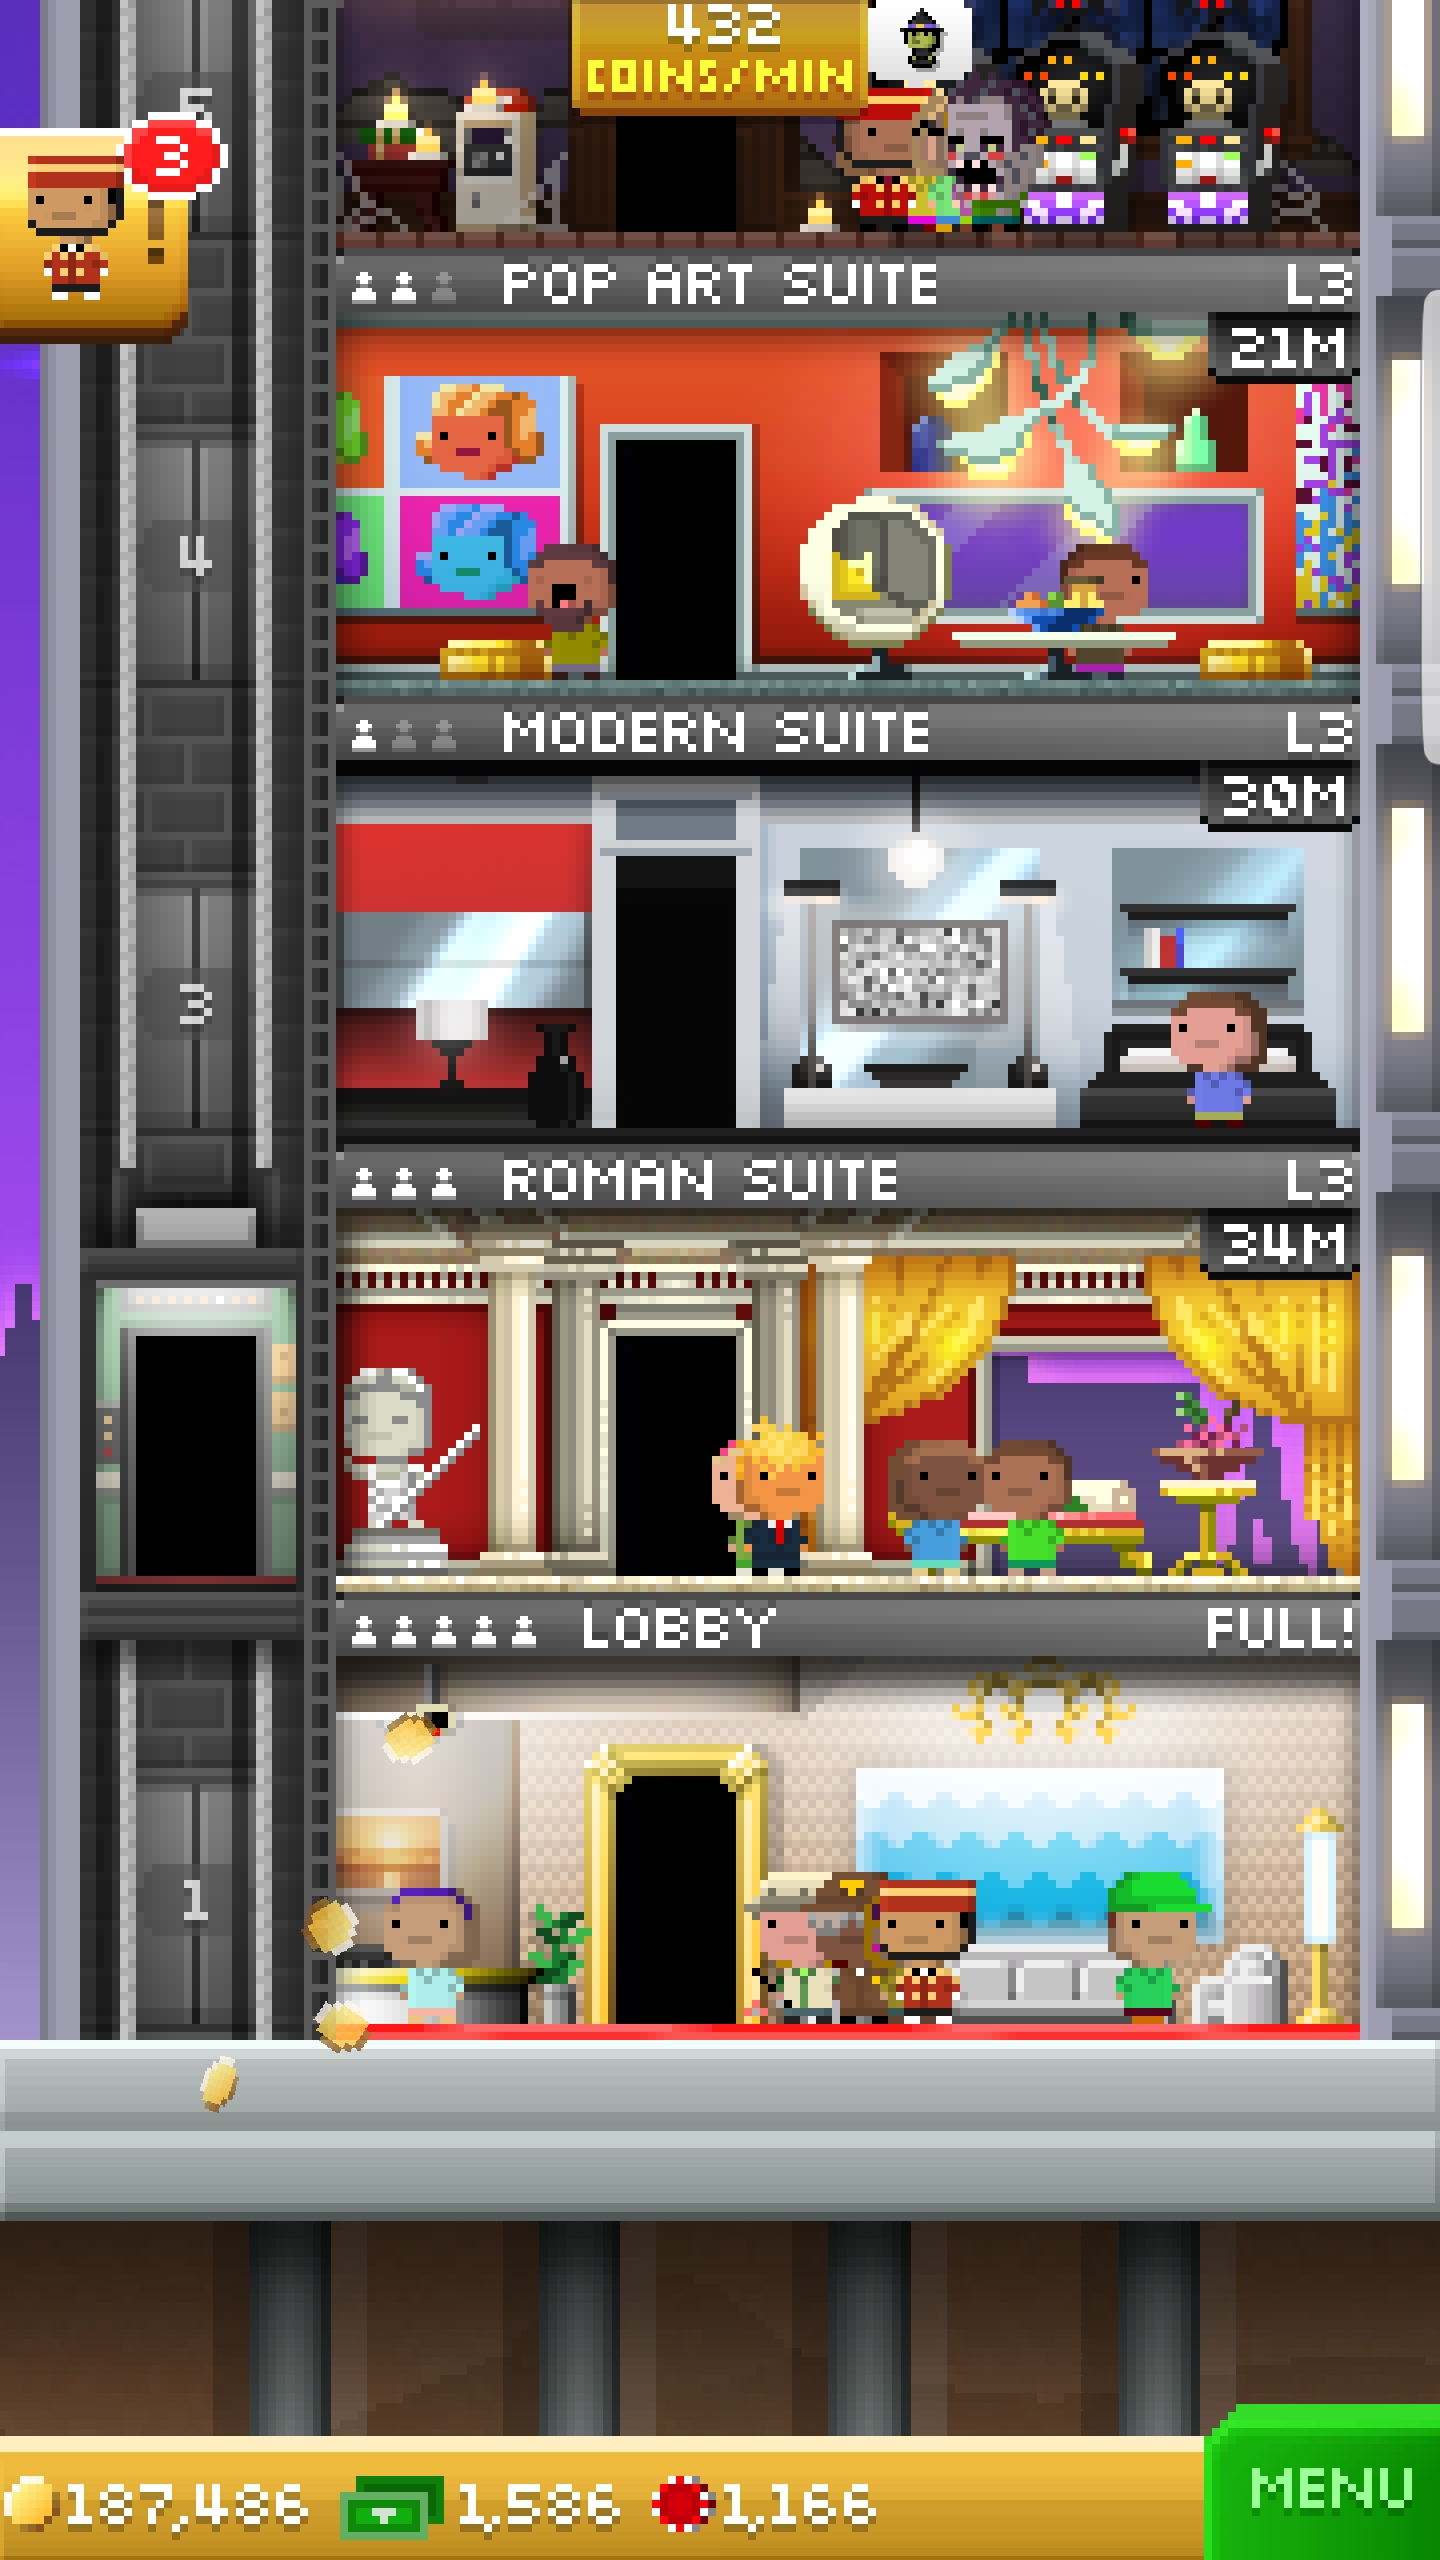 432
COINS/MIN
5
3
!
POP ART SUITE L3
21M
4
MODERN SUITE L3
30M
3
ROMAN SUITE L3
34M
LOBBY FULL!
1
187,486 1,586 1,166
MENU